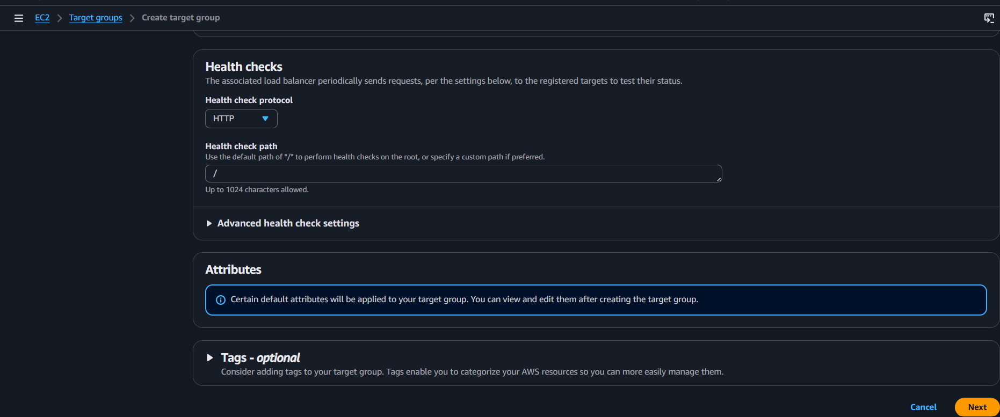 EC2 > Target groups > Create target group
Health checks
The associated load balancer periodically sends requests, per the settings below, to the registered targets to test their status.
Health check protocol
HTTP
Health check path
Use the default path of "/" to perform health checks on the root, or specify a custom path if preferred.
/
Up to 1024 characters allowed.
Advanced health check settings
Attributes
Certain default attributes will be applied to your target group. You can view and edit them after creating the target group.
Tags - optional
Consider adding tags to your target group. Tags enable you to categorize your AWS resources so you can more easily manage them.
Cancel Next